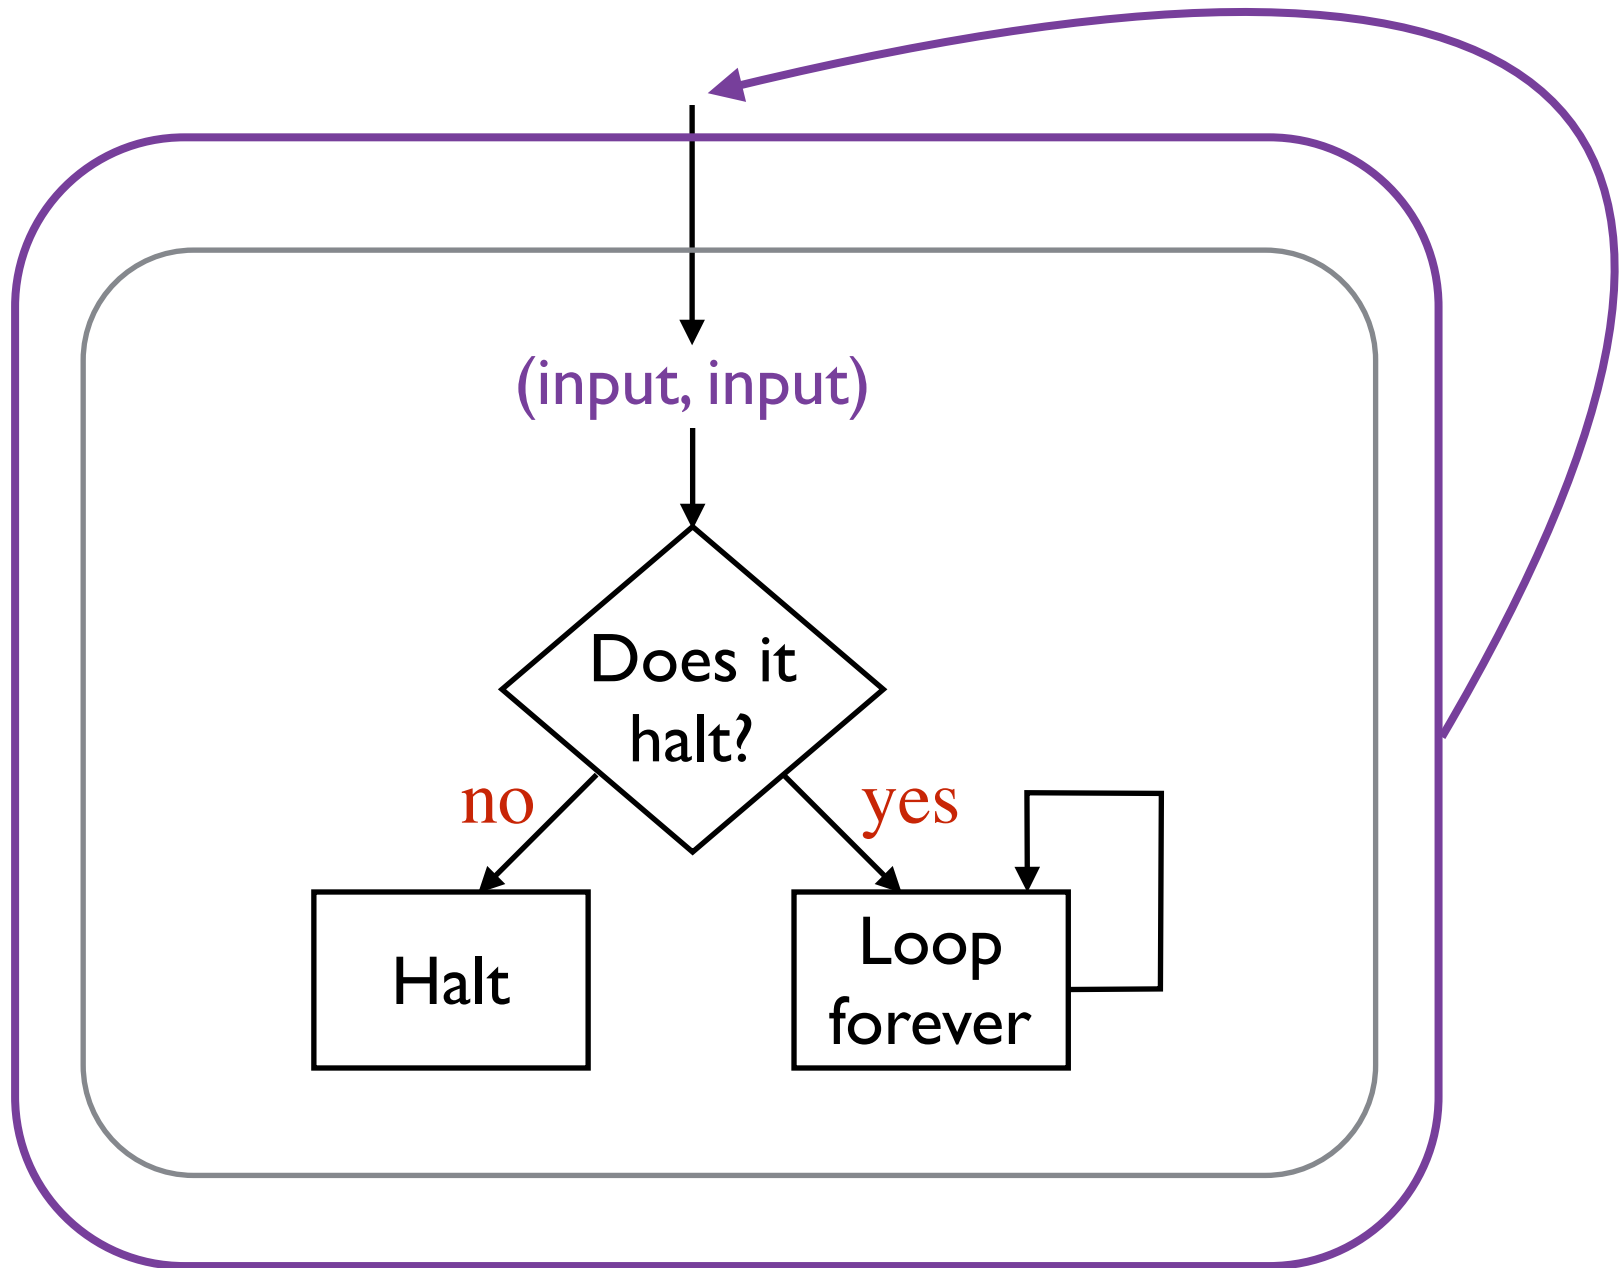 (input, input)
Does it
halt?
no
yes
Halt
Loop
forever